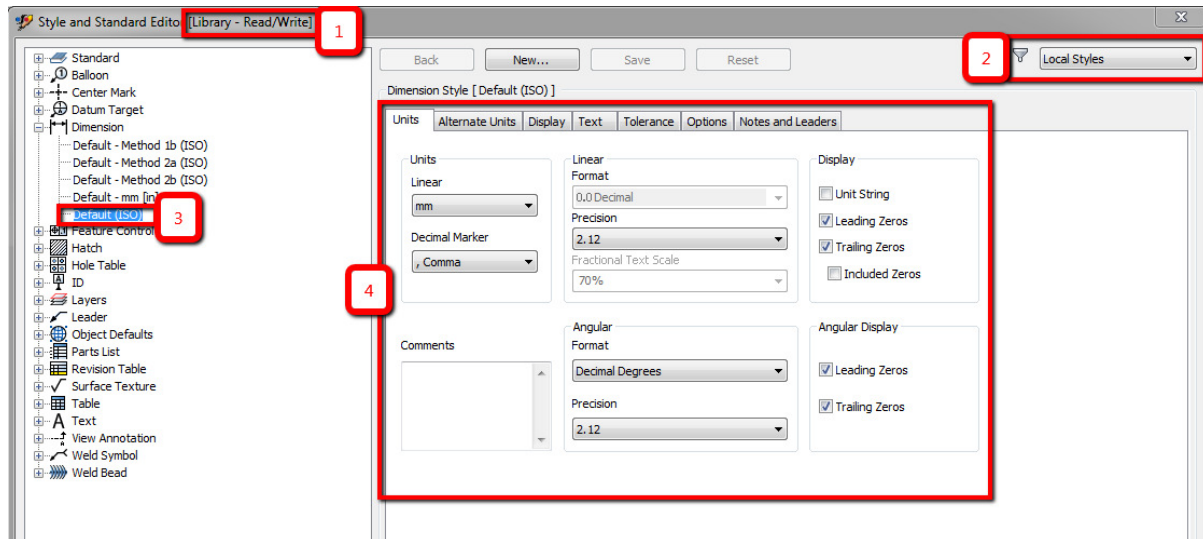 Style and Standard Editor [Library - Read/Write]
1
Back
New...
Save
Reset
2
Local Styles
Standard
Balloon
Center Mark
Datum Target
Dimension
Default - Method 1b (ISO)
Default - Method 2a (ISO)
Default - Method 2b (ISO)
Default - mm [in]
Default (ISO)
3
Feature Control
Hatch
Hole Table
ID
Layers
Leader
Object Defaults
Parts List
Revision Table
Surface Texture
Table
Text
View Annotation
Weld Symbol
Weld Bead
Dimension Style [ Default (ISO) ]
Units
Alternate Units
Display
Text
Tolerance
Options
Notes and Leaders
4
Units
Linear
mm
Decimal Marker
, Comma
Linear
Format
0.0 Decimal
Precision
2.12
Fractional Text Scale
70%
Display
Unit String
Leading Zeros
Trailing Zeros
Included Zeros
Comments
Angular
Format
Decimal Degrees
Precision
2.12
Angular Display
Leading Zeros
Trailing Zeros